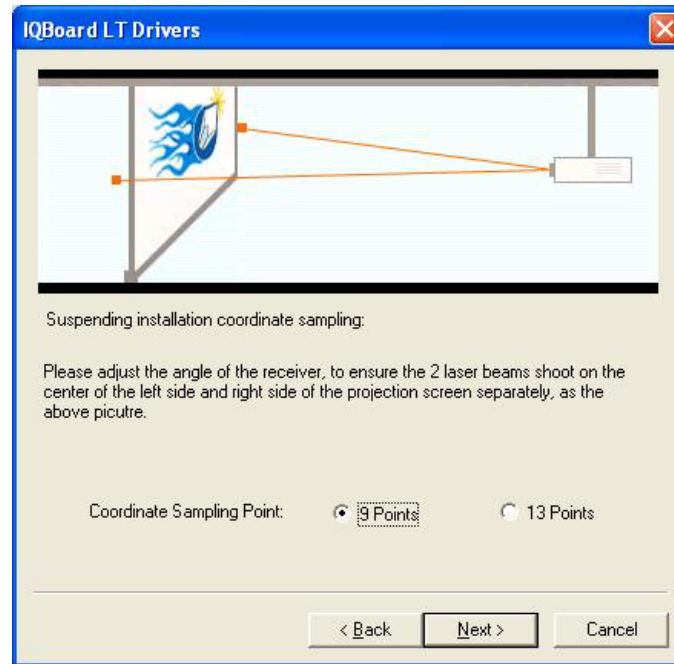 IQBoard LT Drivers
Suspending installation coordinate sampling:
Please adjust the angle of the receiver, to ensure the 2 laser beams shoot on the
center of the left side and right side of the projection screen separately, as the
above picutre.
Coordinate Sampling Point: 9 Points 13 Points
< Back Next > Cancel